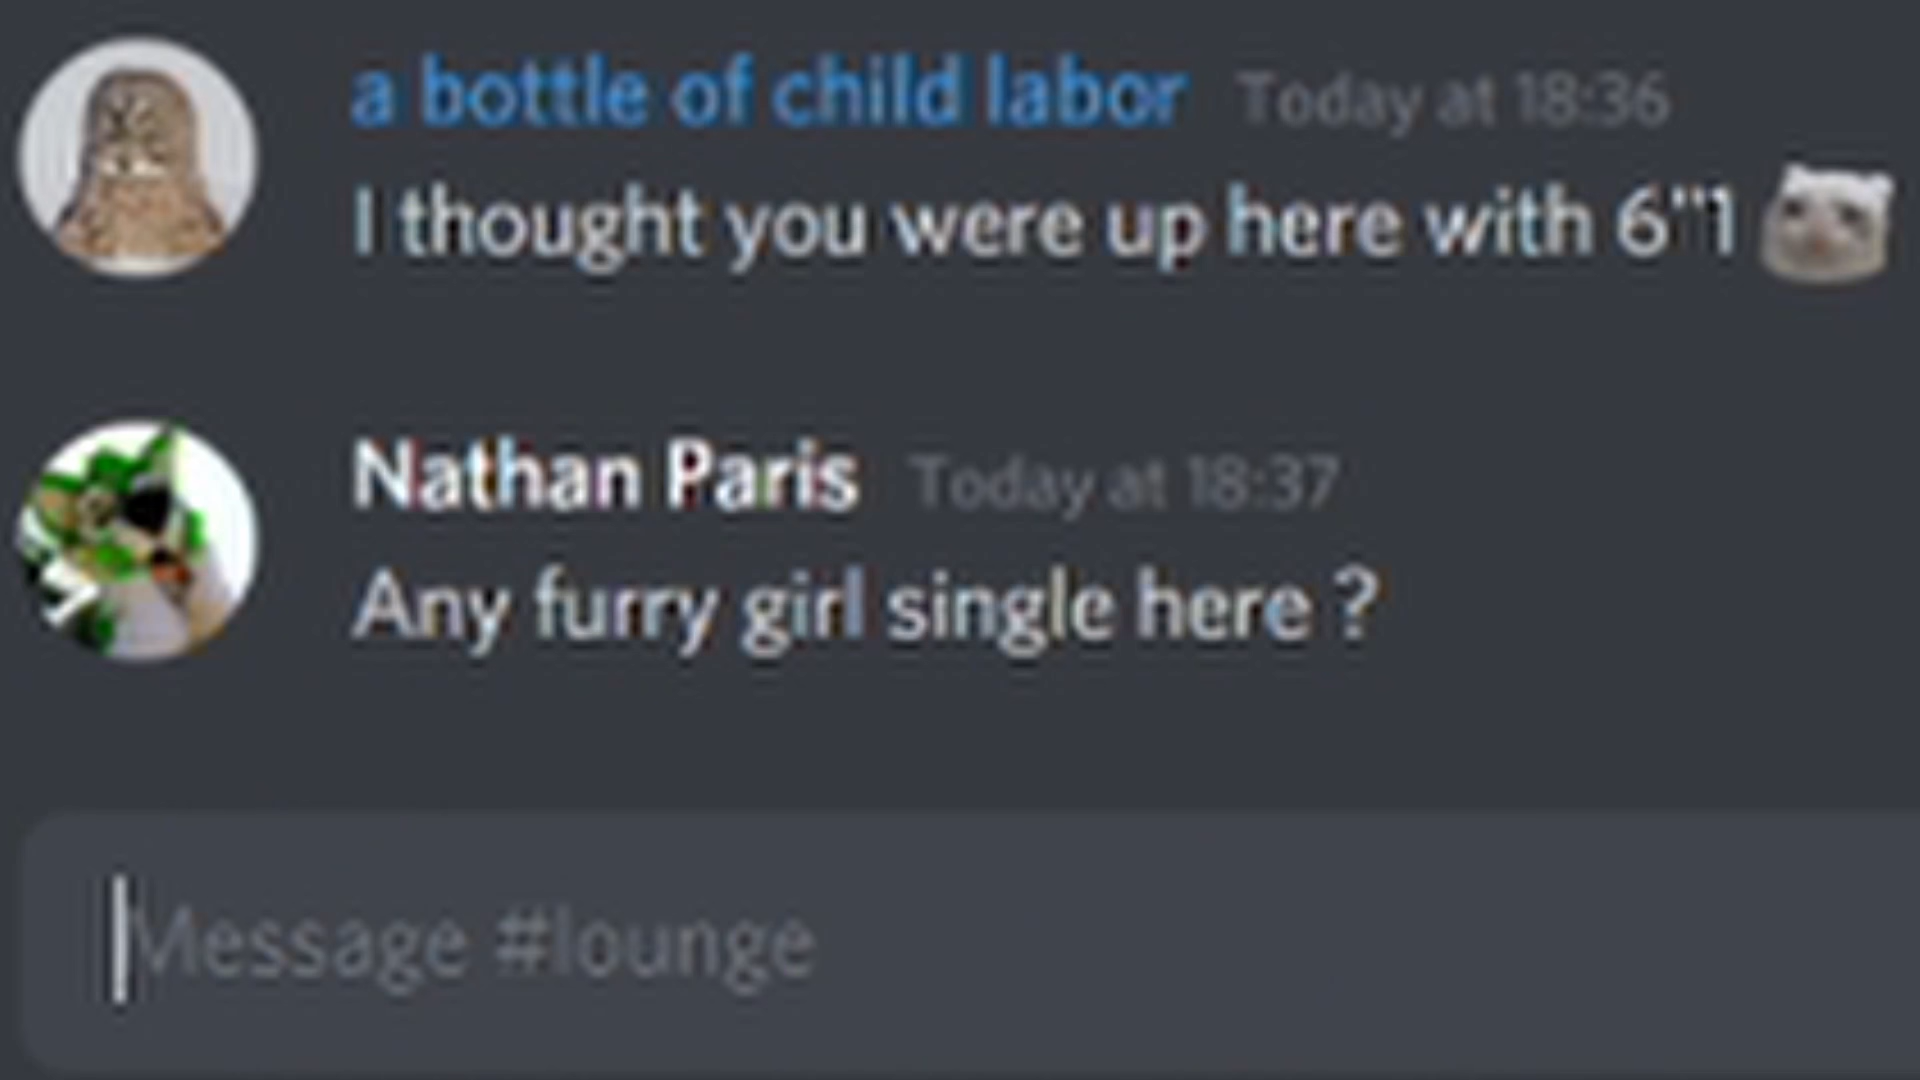 a bottle of child labor Today at 18:36
I thought you were up here with 6"1
Nathan Paris Today at 18:37
Any furry girl single here ?
Message #lounge